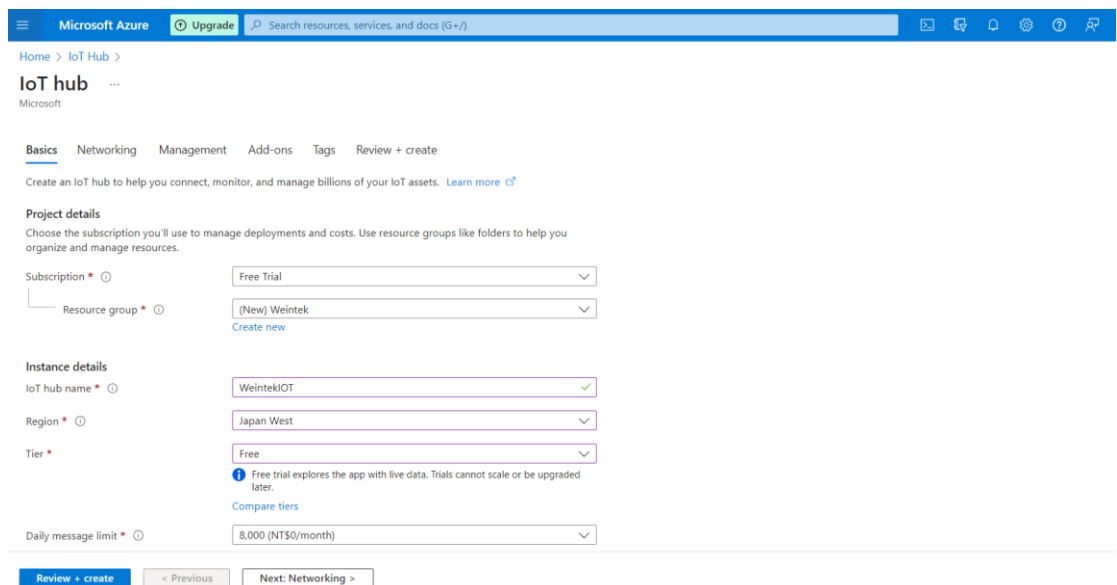 Microsoft Azure
Upgrade
Search resources, services, and docs (G+/)
Home > IoT Hub >
IoT hub ...
Microsoft
Basics Networking Management Add-ons Tags Review + create
Create an IoT hub to help you connect, monitor, and manage billions of your IoT assets. Learn more
Project details
Choose the subscription you'll use to manage deployments and costs. Use resource groups like folders to help you
organize and manage resources.
Subscription * Free Trial
Resource group * (New) Weintek
Create new
Instance details
IoT hub name * WeintekIOT
Region * Japan West
Tier * Free
Free trial explores the app with live data. Trials cannot scale or be upgraded
later.
Compare tiers
Daily message limit * 8,000 (NT$0/month)
Review + create < Previous Next: Networking >